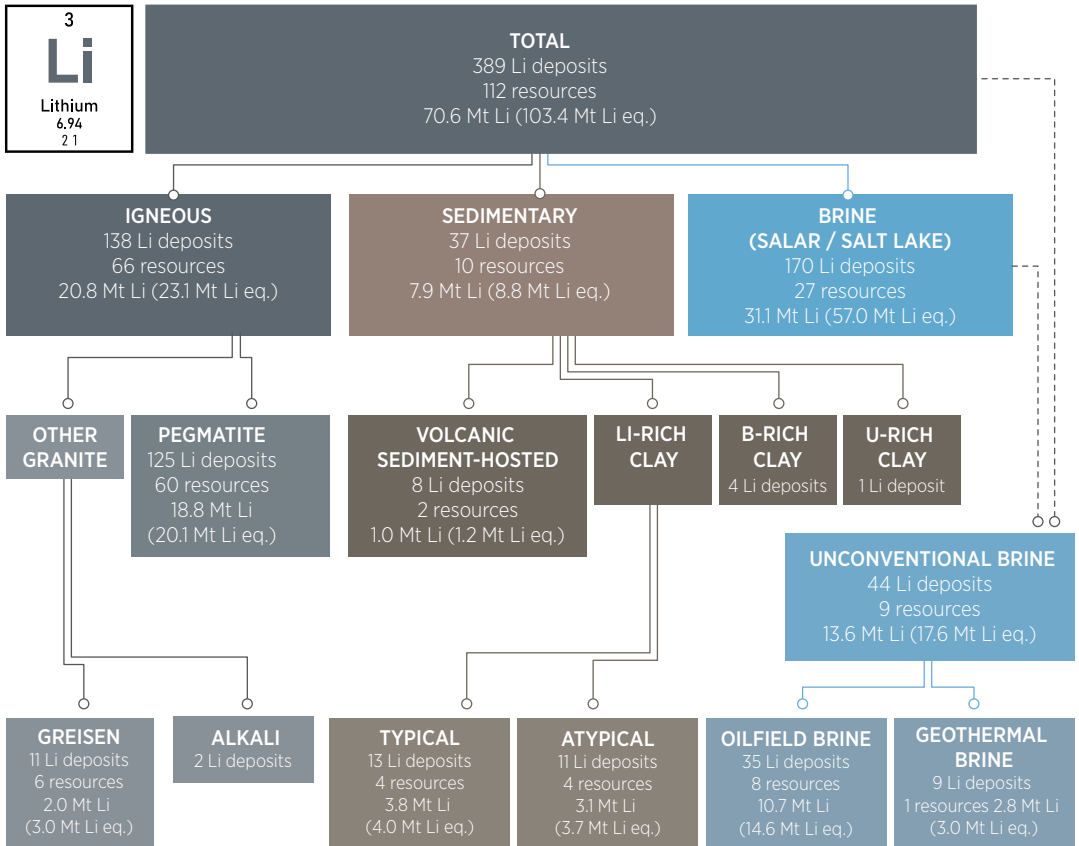 3
Li
Lithium
6.94
2 1
TOTAL
389 Li deposits
112 resources
70.6 Mt Li (103.4 Mt Li eq.)
IGNEOUS
138 Li deposits
66 resources
20.8 Mt Li (23.1 Mt Li eq.)
SEDIMENTARY
37 Li deposits
10 resources
7.9 Mt Li (8.8 Mt Li eq.)
BRINE
(SALAR / SALT LAKE)
170 Li deposits
27 resources
31.1 Mt Li (57.0 Mt Li eq.)
OTHER
GRANITE
PEGMATITE
125 Li deposits
60 resources
18.8 Mt Li
(20.1 Mt Li eq.)
VOLCANIC
SEDIMENT-HOSTED
8 Li deposits
2 resources
1.0 Mt Li (1.2 Mt Li eq.)
LI-RICH
CLAY
B-RICH
CLAY
4 Li deposits
U-RICH
CLAY
1 Li deposit
UNCONVENTIONAL BRINE
44 Li deposits
9 resources
13.6 Mt Li (17.6 Mt Li eq.)
GREISEN
11 Li deposits
6 resources
2.0 Mt Li
(3.0 Mt Li eq.)
ALKALI
2 Li deposits
TYPICAL
13 Li deposits
4 resources
3.8 Mt Li
(4.0 Mt Li eq.)
ATYPICAL
11 Li deposits
4 resources
3.1 Mt Li
(3.7 Mt Li eq.)
OILFIELD BRINE
35 Li deposits
8 resources
10.7 Mt Li
(14.6 Mt Li eq.)
GEOTHERMAL
BRINE
9 Li deposits
1 resources 2.8 Mt Li
(3.0 Mt Li eq.)